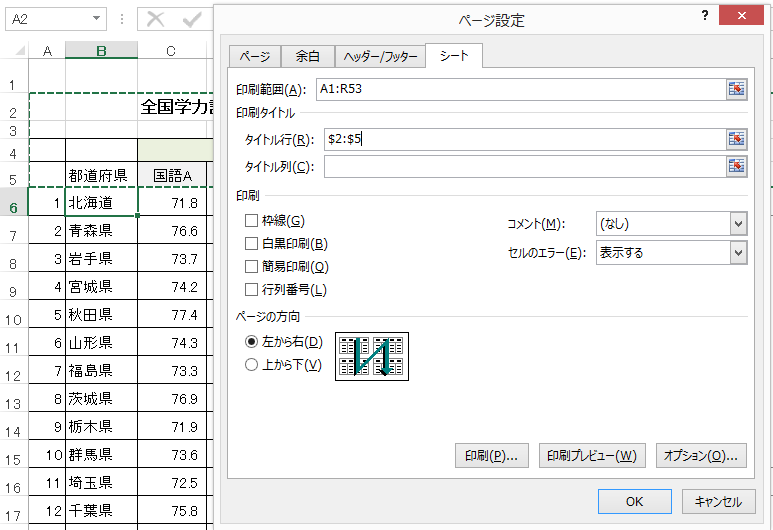 A2
ページ設定
?
A B C
ページ 余白 ヘッダー/フッター シート
1
印刷範囲(A): A1:R53
2 全国学力
印刷タイトル
3
タイトル行(R): $2:$5
4
タイトル列(C):
5 都道府県 国語A
印刷
6 1 北海道 71.8
枠線(G)
コメント(M): (なし)
7 2 青森県 76.6
白黒印刷(B)
セルのエラー(E): 表示する
8 3 岩手県 73.7
簡易印刷(Q)
9 4 宮城県 74.2
行列番号(L)
10 5 秋田県 77.4
ページの方向
11 6 山形県 74.3
左から右(D)
12 7 福島県 73.3
上から下(V)
13 8 茨城県 76.9
14 9 栃木県 71.9
15 10 群馬県 73.6
印刷(P)... 印刷プレビュー(W) オプション(O)...
16 11 埼玉県 72.5
17 12 千葉県 75.8
OK キャンセル